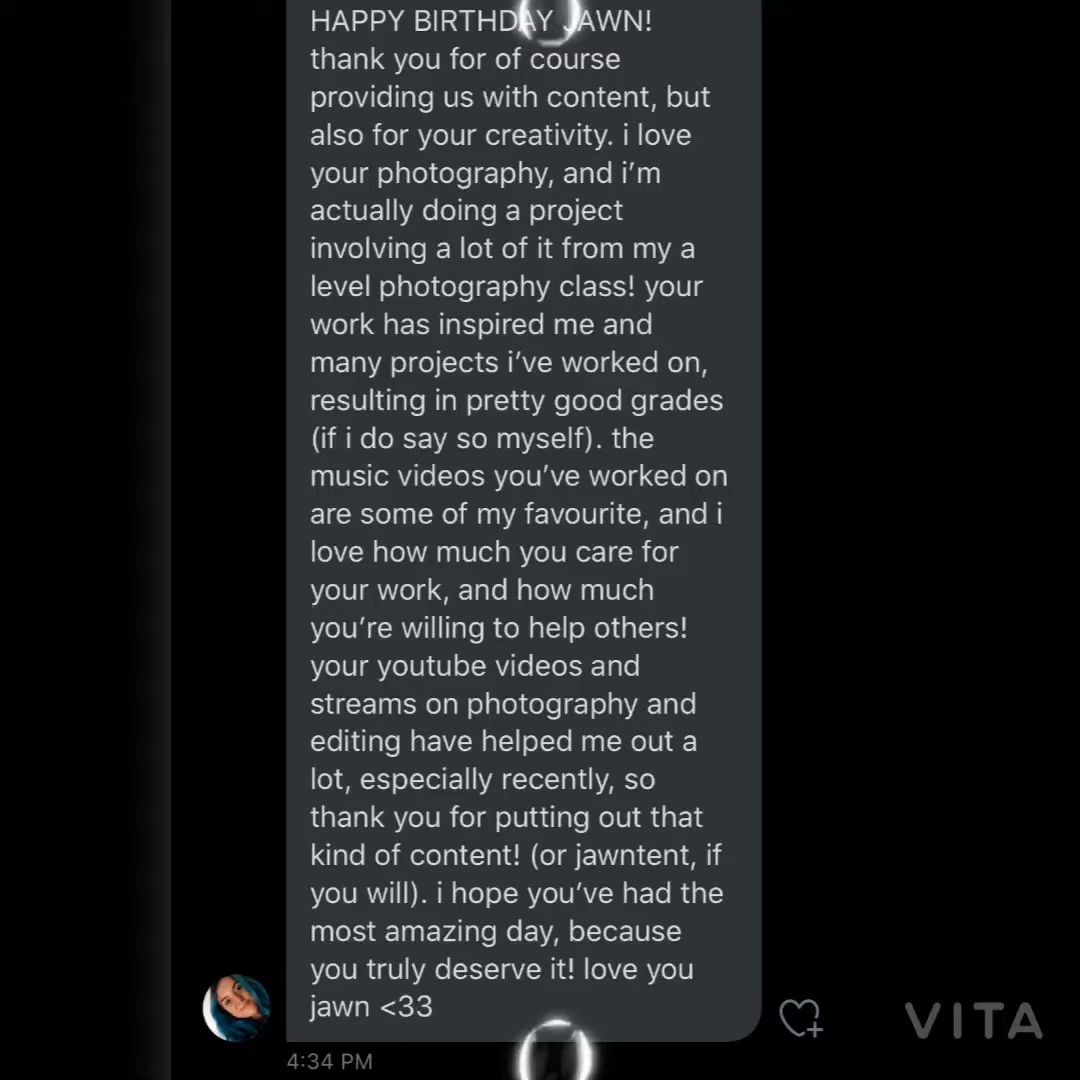 HAPPY BIRTHDAY JAWN!
thank you for of course
providing us with content, but
also for your creativity. i love
your photography, and i'm
actually doing a project
involving a lot of it from my a
level photography class! your
work has inspired me and
many projects i've worked on,
resulting in pretty good grades
(if i do say so myself). the
music videos you've worked on
are some of my favourite, and i
love how much you care for
your work, and how much
you're willing to help others!
your youtube videos and
streams on photography and
editing have helped me out a
lot, especially recently, so
thank you for putting out that
kind of content! (or jawntent, if
you will). i hope you've had the
most amazing day, because
you truly deserve it! love you
jawn <33
4:34 PM
VITA